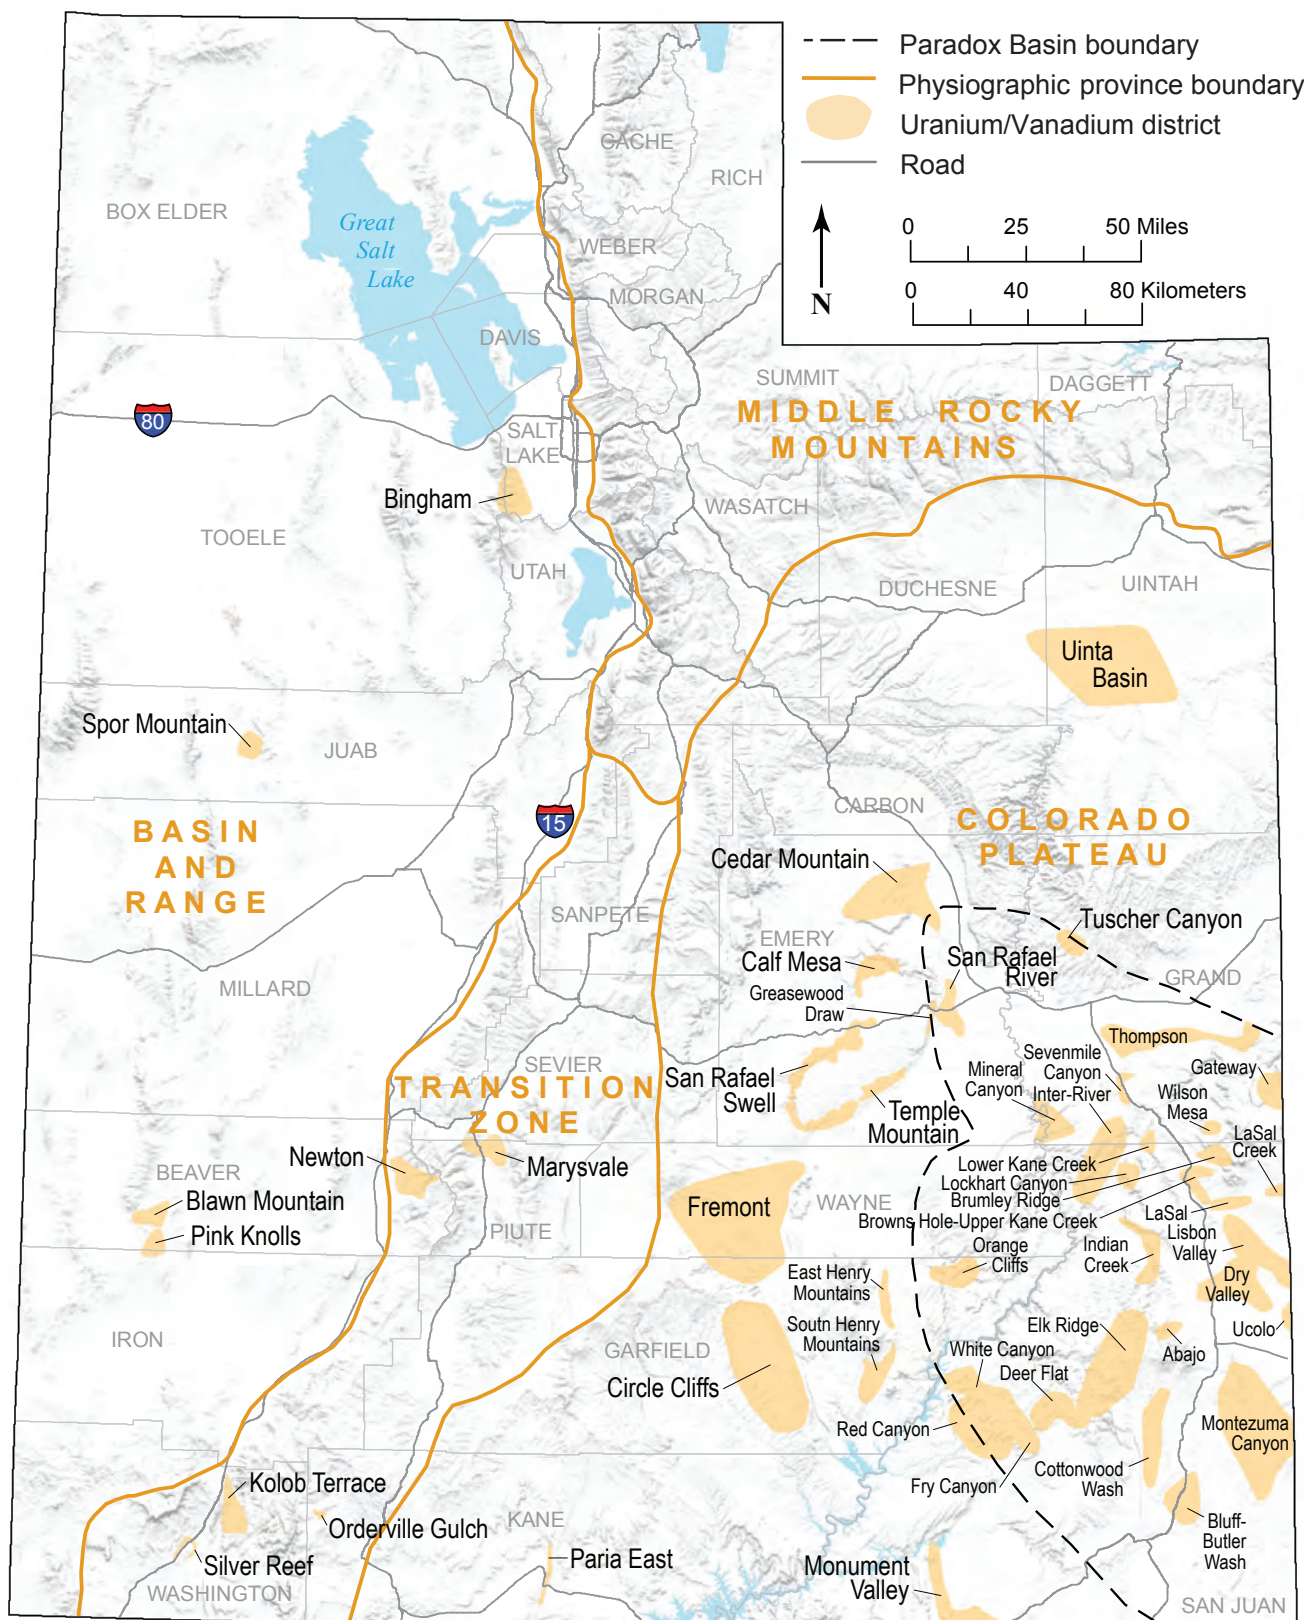 Paradox Basin boundary
Physiographic province boundary
Uranium/Vanadium district
Road
0 25 50 Miles
0 40 80 Kilometers
N
CACHE
RICH
BOX ELDER
Great
Salt
Lake
WEBER
MORGAN
DAVIS
SUMMIT
DAGGETT
MIDDLE ROCKY
MOUNTAINS
80
SALT
LAKE
Bingham
WASATCH
TOOELE
UTAH
DUCHESNE
UINTAH
Uinta
Basin
Spor Mountain
JUAB
15
CARBON
COLORADO
PLATEAU
BASIN
AND
RANGE
Cedar Mountain
SANPETE
EMERY
Tuscher Canyon
Calf Mesa
San Rafael
River
GRAND
MILLARD
Greasewood
Draw
Thompson
SEVIER
Sevenmile
Canyon
Mineral
Canyon
Inter-River
Gateway
Wilson
Mesa
TRANSITION
ZONE
San Rafael
Swell
Temple
Mountain
LaSal
Creek
Newton
Marysvale
Lower Kane Creek
Lockhart Canyon
Brumley Ridge
Browns Hole-Upper Kane Creek
BEAVER
Blawn Mountain
Pink Knolls
Fremont
WAYNE
LaSal
Lisbon
Valley
PIUTE
Orange
Cliffs
Indian
Creek
Dry
Valley
East Henry
Mountains
South Henry
Mountains
Elk Ridge
Ucolo
IRON
GARFIELD
White Canyon
Abajo
Deer Flat
Circle Cliffs
Red Canyon
Montezuma
Canyon
Fry Canyon
Cottonwood
Wash
Kolob Terrace
Orderville Gulch
KANE
Bluff-
Butler
Wash
Silver Reef
Paria East
Monument
Valley
WASHINGTON
SAN JUAN